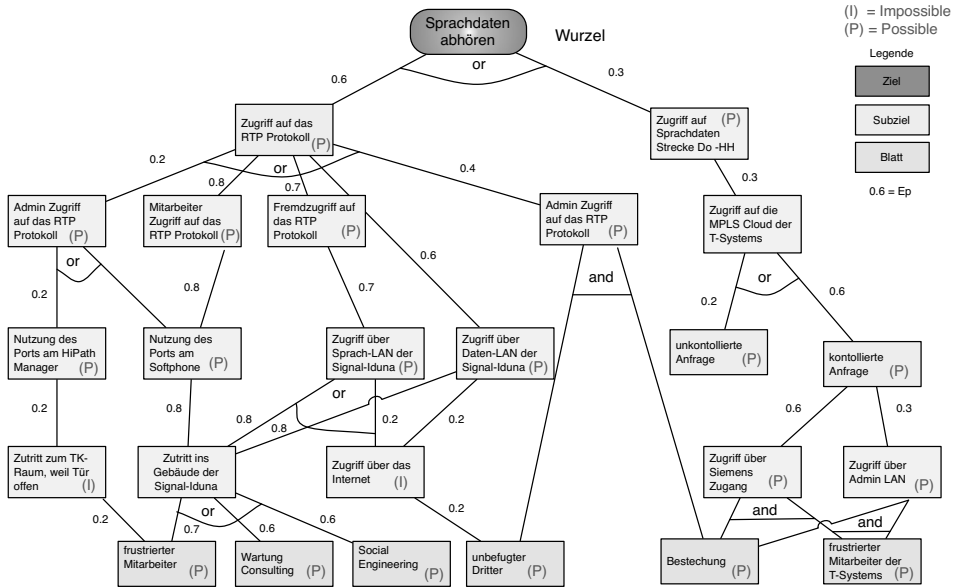 Sprachdaten
abhören
Wurzel
(I) = Impossible
(P) = Possible
Legende
Ziel
Subziel
Blatt
0.6 = Ep
or
0.6
0.3
Zugriff auf das
RTP Protokoll
(P)
Zugriff auf (P)
Sprachdaten
Strecke Do -HH
0.2
or
0.8
0.7
0.4
0.3
Admin Zugriff
auf das RTP
Protokoll (P)
Mitarbeiter
Zugriff auf das
RTP Protokoll (P)
Fremdzugriff auf
das RTP
Protokoll (P)
Admin Zugriff
auf das RTP
Protokoll (P)
Zugriff auf die
MPLS Cloud der
T-Systems
or
0.2
0.8
0.7
0.6
and
0.2
or
0.6
Nutzung des
Ports am HiPath
Manager (P)
Nutzung des
Ports am
Softphone (P)
Zugriff über
Sprach-LAN der
Signal-Iduna (P)
Zugriff über
Daten-LAN der
Signal-Iduna (P)
unkontollierte
Anfrage (P)
kontollierte
Anfrage (P)
0.2
0.8
0.8
or
0.8
0.2
0.2
0.6
0.3
Zutritt zum TK-
Raum, weil Tür
offen (I)
Zutritt ins
Gebäude der
Signal-Iduna
Zugriff über das
Internet (I)
Zugriff über
Siemens
Zugang (P)
Zugriff über
Admin LAN
(P)
0.2
0.7
or
0.6
0.6
0.2
and
and
frustrierter
Mitarbeiter (P)
Wartung
Consulting (P)
Social
Engineering (P)
unbefugter
Dritter (P)
Bestechung (P)
frustrierter
Mitarbeiter der
T-Systems (P)